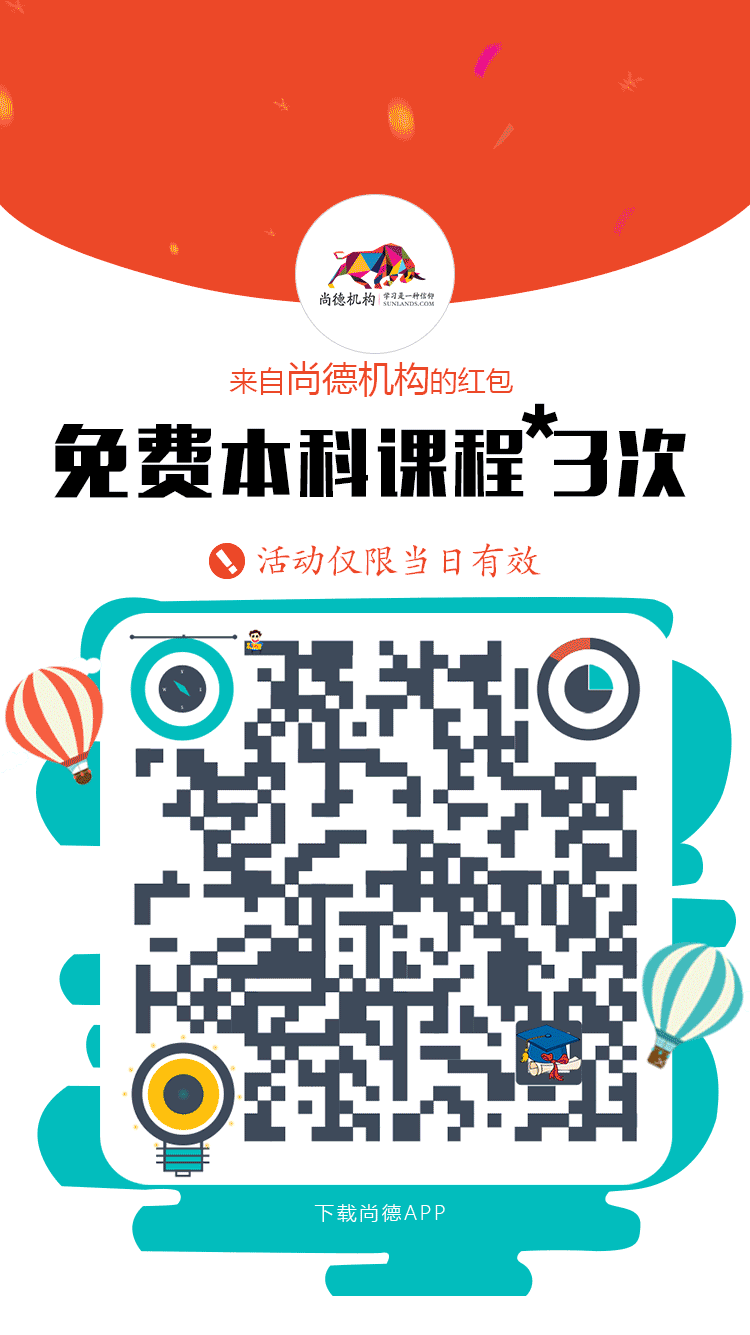 尚德机构 学习是一种信仰
SUNLANDS.COM
来自尚德机构的红包
免费本科课程*3次
! 活动仅限当日有效
下载尚德APP